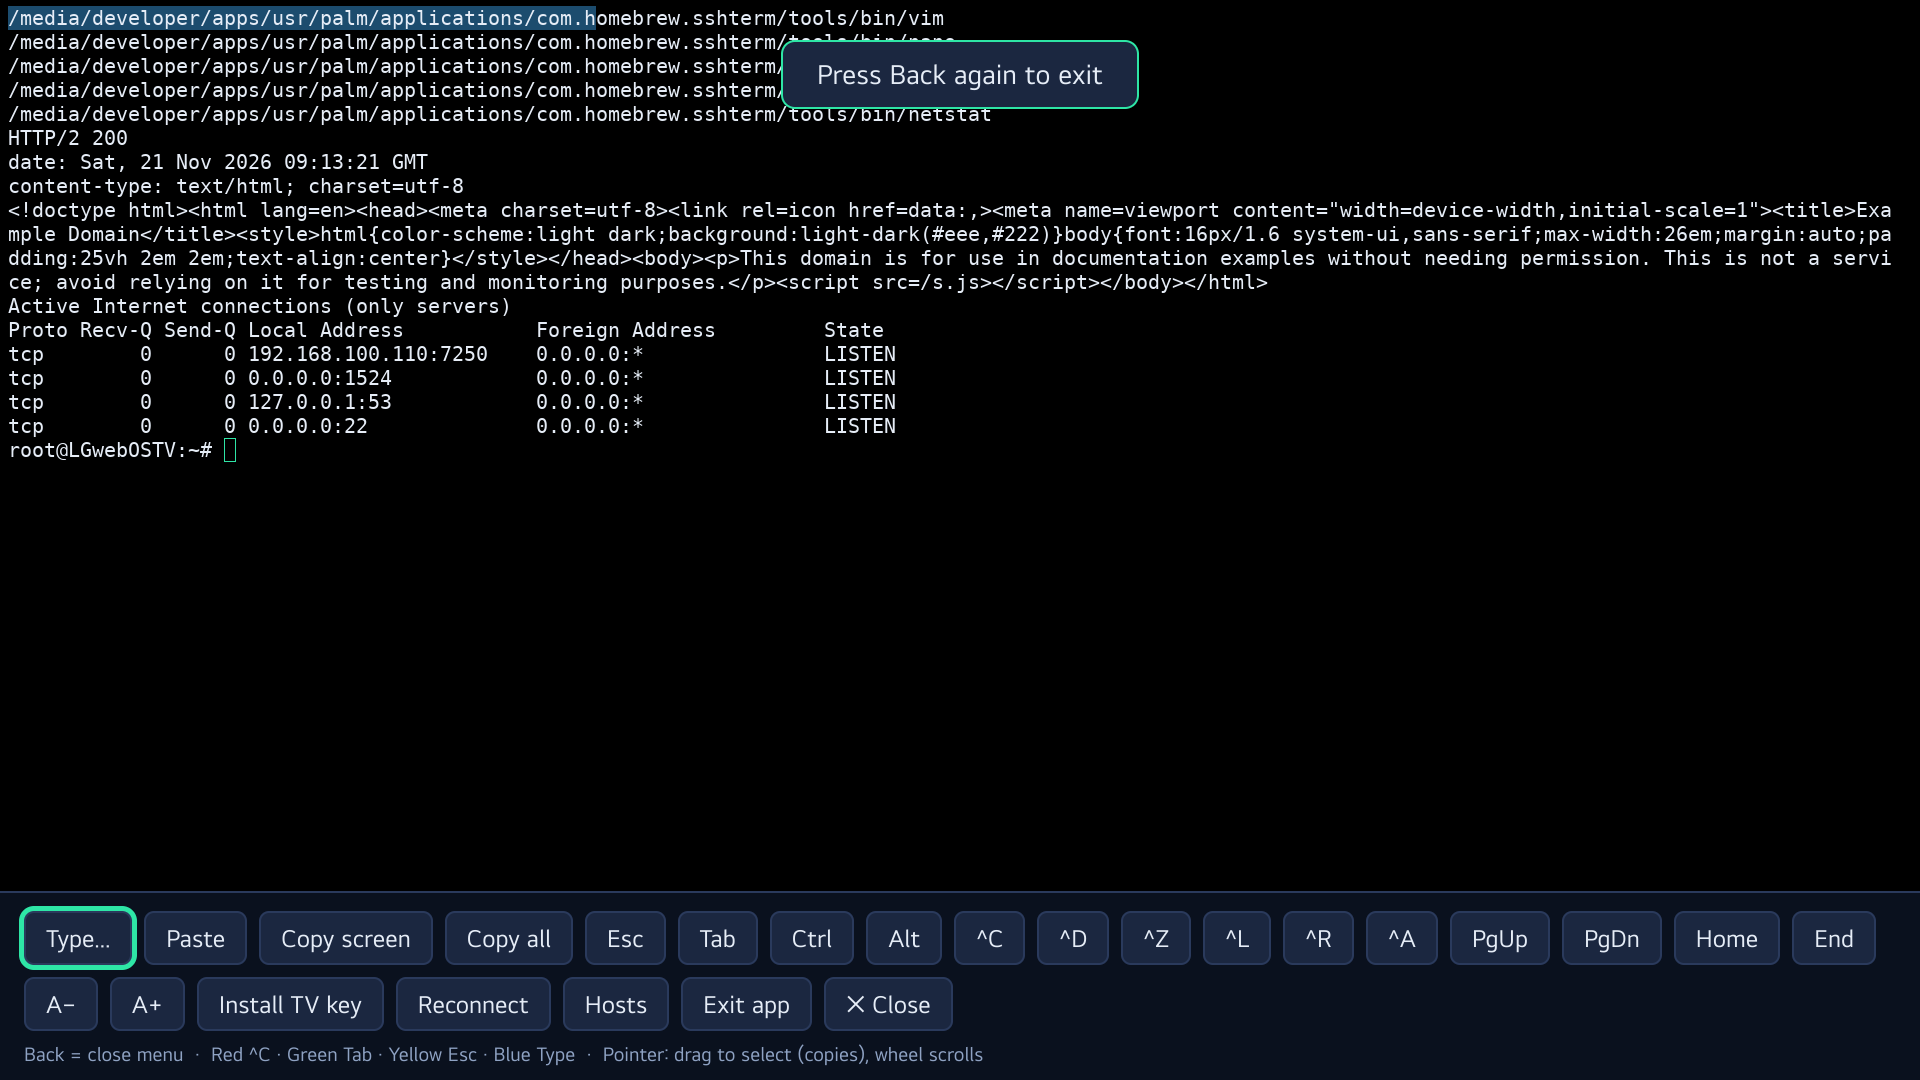 /media/developer/apps/usr/palm/applications/com.homebrew.sshterm/tools/bin/vim
/media/developer/apps/usr/palm/applications/com.homebrew.sshterm/tools/bin/nano
/media/developer/apps/usr/palm/applications/com.homebrew.sshterm/
Press Back again to exit
/media/developer/apps/usr/palm/applications/com.homebrew.sshterm/
/media/developer/apps/usr/palm/applications/com.homebrew.sshterm/tools/bin/netstat
HTTP/2 200
date: Sat, 21 Nov 2026 09:13:21 GMT
content-type: text/html; charset=utf-8
<!doctype html><html lang=en><head><meta charset=utf-8><link rel=icon href=data:,><meta name=viewport content="width=device-width,initial-scale=1"><title>Exa
mple Domain</title><style>html{color-scheme:light dark;background:light-dark(#eee,#222)}body{font:16px/1.6 system-ui,sans-serif;max-width:26em;margin:auto;pa
dding:25vh 2em 2em;text-align:center}</style></head><body><p>This domain is for use in documentation examples without needing permission. This is not a servi
ce; avoid relying on it for testing and monitoring purposes.</p><script src=/s.js></script></body></html>
Active Internet connections (only servers)
Proto Recv-Q Send-Q Local Address           Foreign Address         State
tcp        0      0 192.168.100.110:7250    0.0.0.0:*               LISTEN
tcp        0      0 0.0.0.0:1524            0.0.0.0:*               LISTEN
tcp        0      0 127.0.0.1:53            0.0.0.0:*               LISTEN
tcp        0      0 0.0.0.0:22              0.0.0.0:*               LISTEN
root@LGwebOSTV:~#
Type... Paste Copy screen Copy all Esc Tab Ctrl Alt ^C ^D ^Z ^L ^R ^A PgUp PgDn Home End
A− A+ Install TV key Reconnect Hosts Exit app ✕ Close
Back = close menu · Red ^C · Green Tab · Yellow Esc · Blue Type · Pointer: drag to select (copies), wheel scrolls